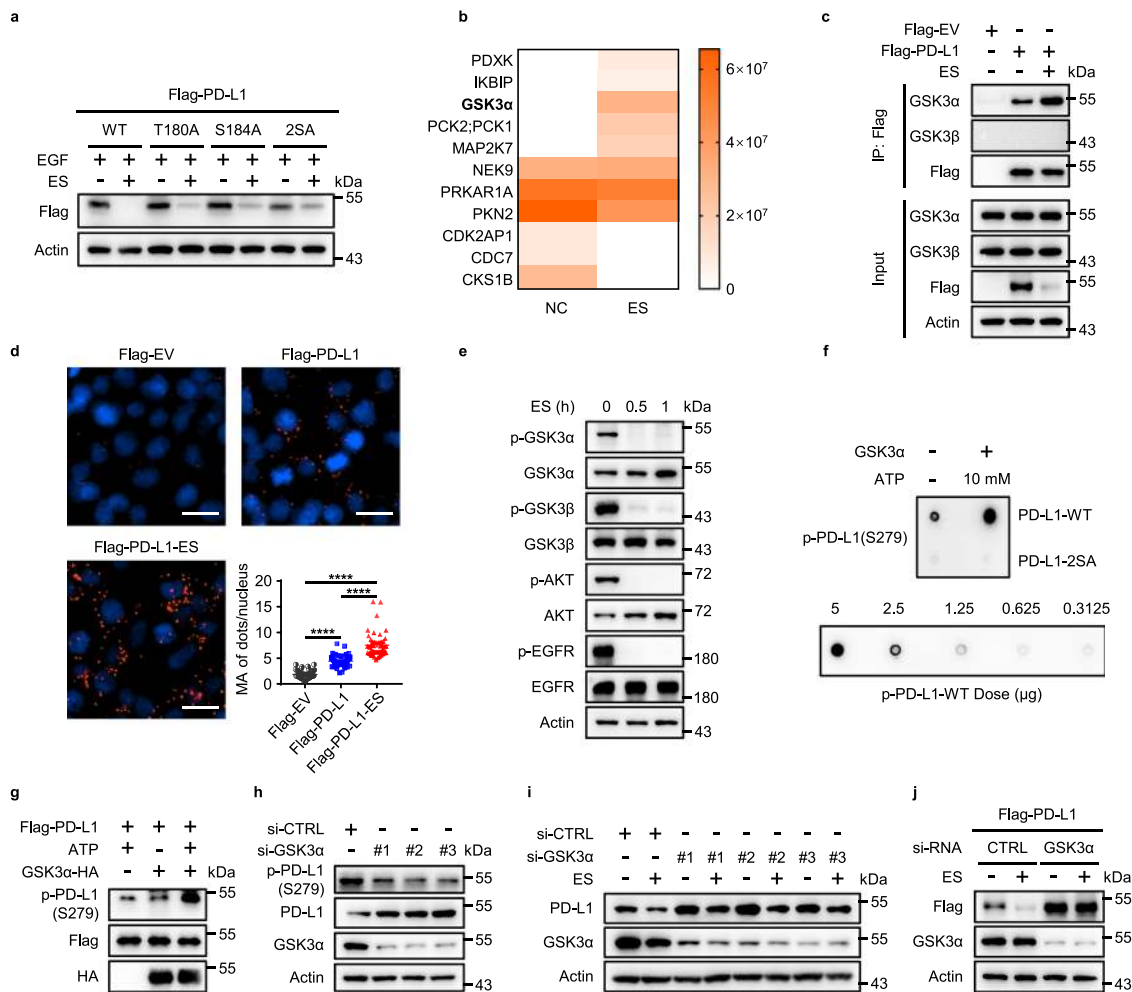 a
Flag-PD-L1
WT T180A S184A 2SA
EGF + + + + + + + +
ES - + - + - + - + kDa
Flag 55
Actin 43
b
PDXK
IKBIP
GSK3α
PCK2;PCK1
MAP2K7
NEK9
PRKAR1A
PKN2
CDK2AP1
CDC7
CKS1B
NC ES
6×10⁷
4×10⁷
2×10⁷
0
c
Flag-EV + - -
Flag-PD-L1 - + +
ES - - + kDa
IP: Flag
GSK3α 55
GSK3β 43
Flag 55
Input
GSK3α 55
GSK3β 43
Flag 55
Actin 43
d
Flag-EV
Flag-PD-L1
Flag-PD-L1-ES
MA of dots/nucleus
20
15
10
5
0
****
****
****
Flag-EV
Flag-PD-L1
Flag-PD-L1-ES
e
ES (h) 0 0.5 1 kDa
p-GSK3α 55
GSK3α 55
p-GSK3β 43
GSK3β 43
p-AKT 72
AKT 72
p-EGFR 180
EGFR 180
Actin 43
f
GSK3α - +
ATP - 10 mM
p-PD-L1(S279)
PD-L1-WT
PD-L1-2SA
5 2.5 1.25 0.625 0.3125
p-PD-L1-WT Dose (μg)
g
Flag-PD-L1 + + +
ATP + - +
GSK3α-HA - + + kDa
p-PD-L1 (S279) 55
Flag 55
HA 55
h
si-CTRL + - - -
si-GSK3α - #1 #2 #3 kDa
p-PD-L1 (S279) 55
PD-L1
GSK3α 55
Actin 43
i
si-CTRL + + - - - - - -
si-GSK3α - - #1 #1 #2 #2 #3 #3
ES - + - + - + - + kDa
PD-L1 55
GSK3α 55
Actin 43
j
Flag-PD-L1
si-RNA CTRL GSK3α
ES - + - + kDa
Flag 55
GSK3α 55
Actin 43